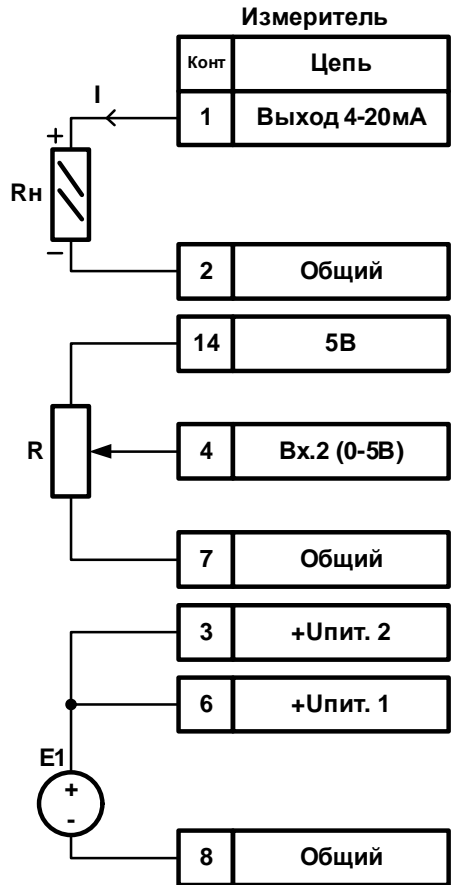 Измеритель
Конт Цепь
I
1 Выход 4-20мА
+
Rн
–
2 Общий
14 5В
R
4 Вх.2 (0-5В)
7 Общий
3 +Uпит. 2
6 +Uпит. 1
E1
+
-
8 Общий